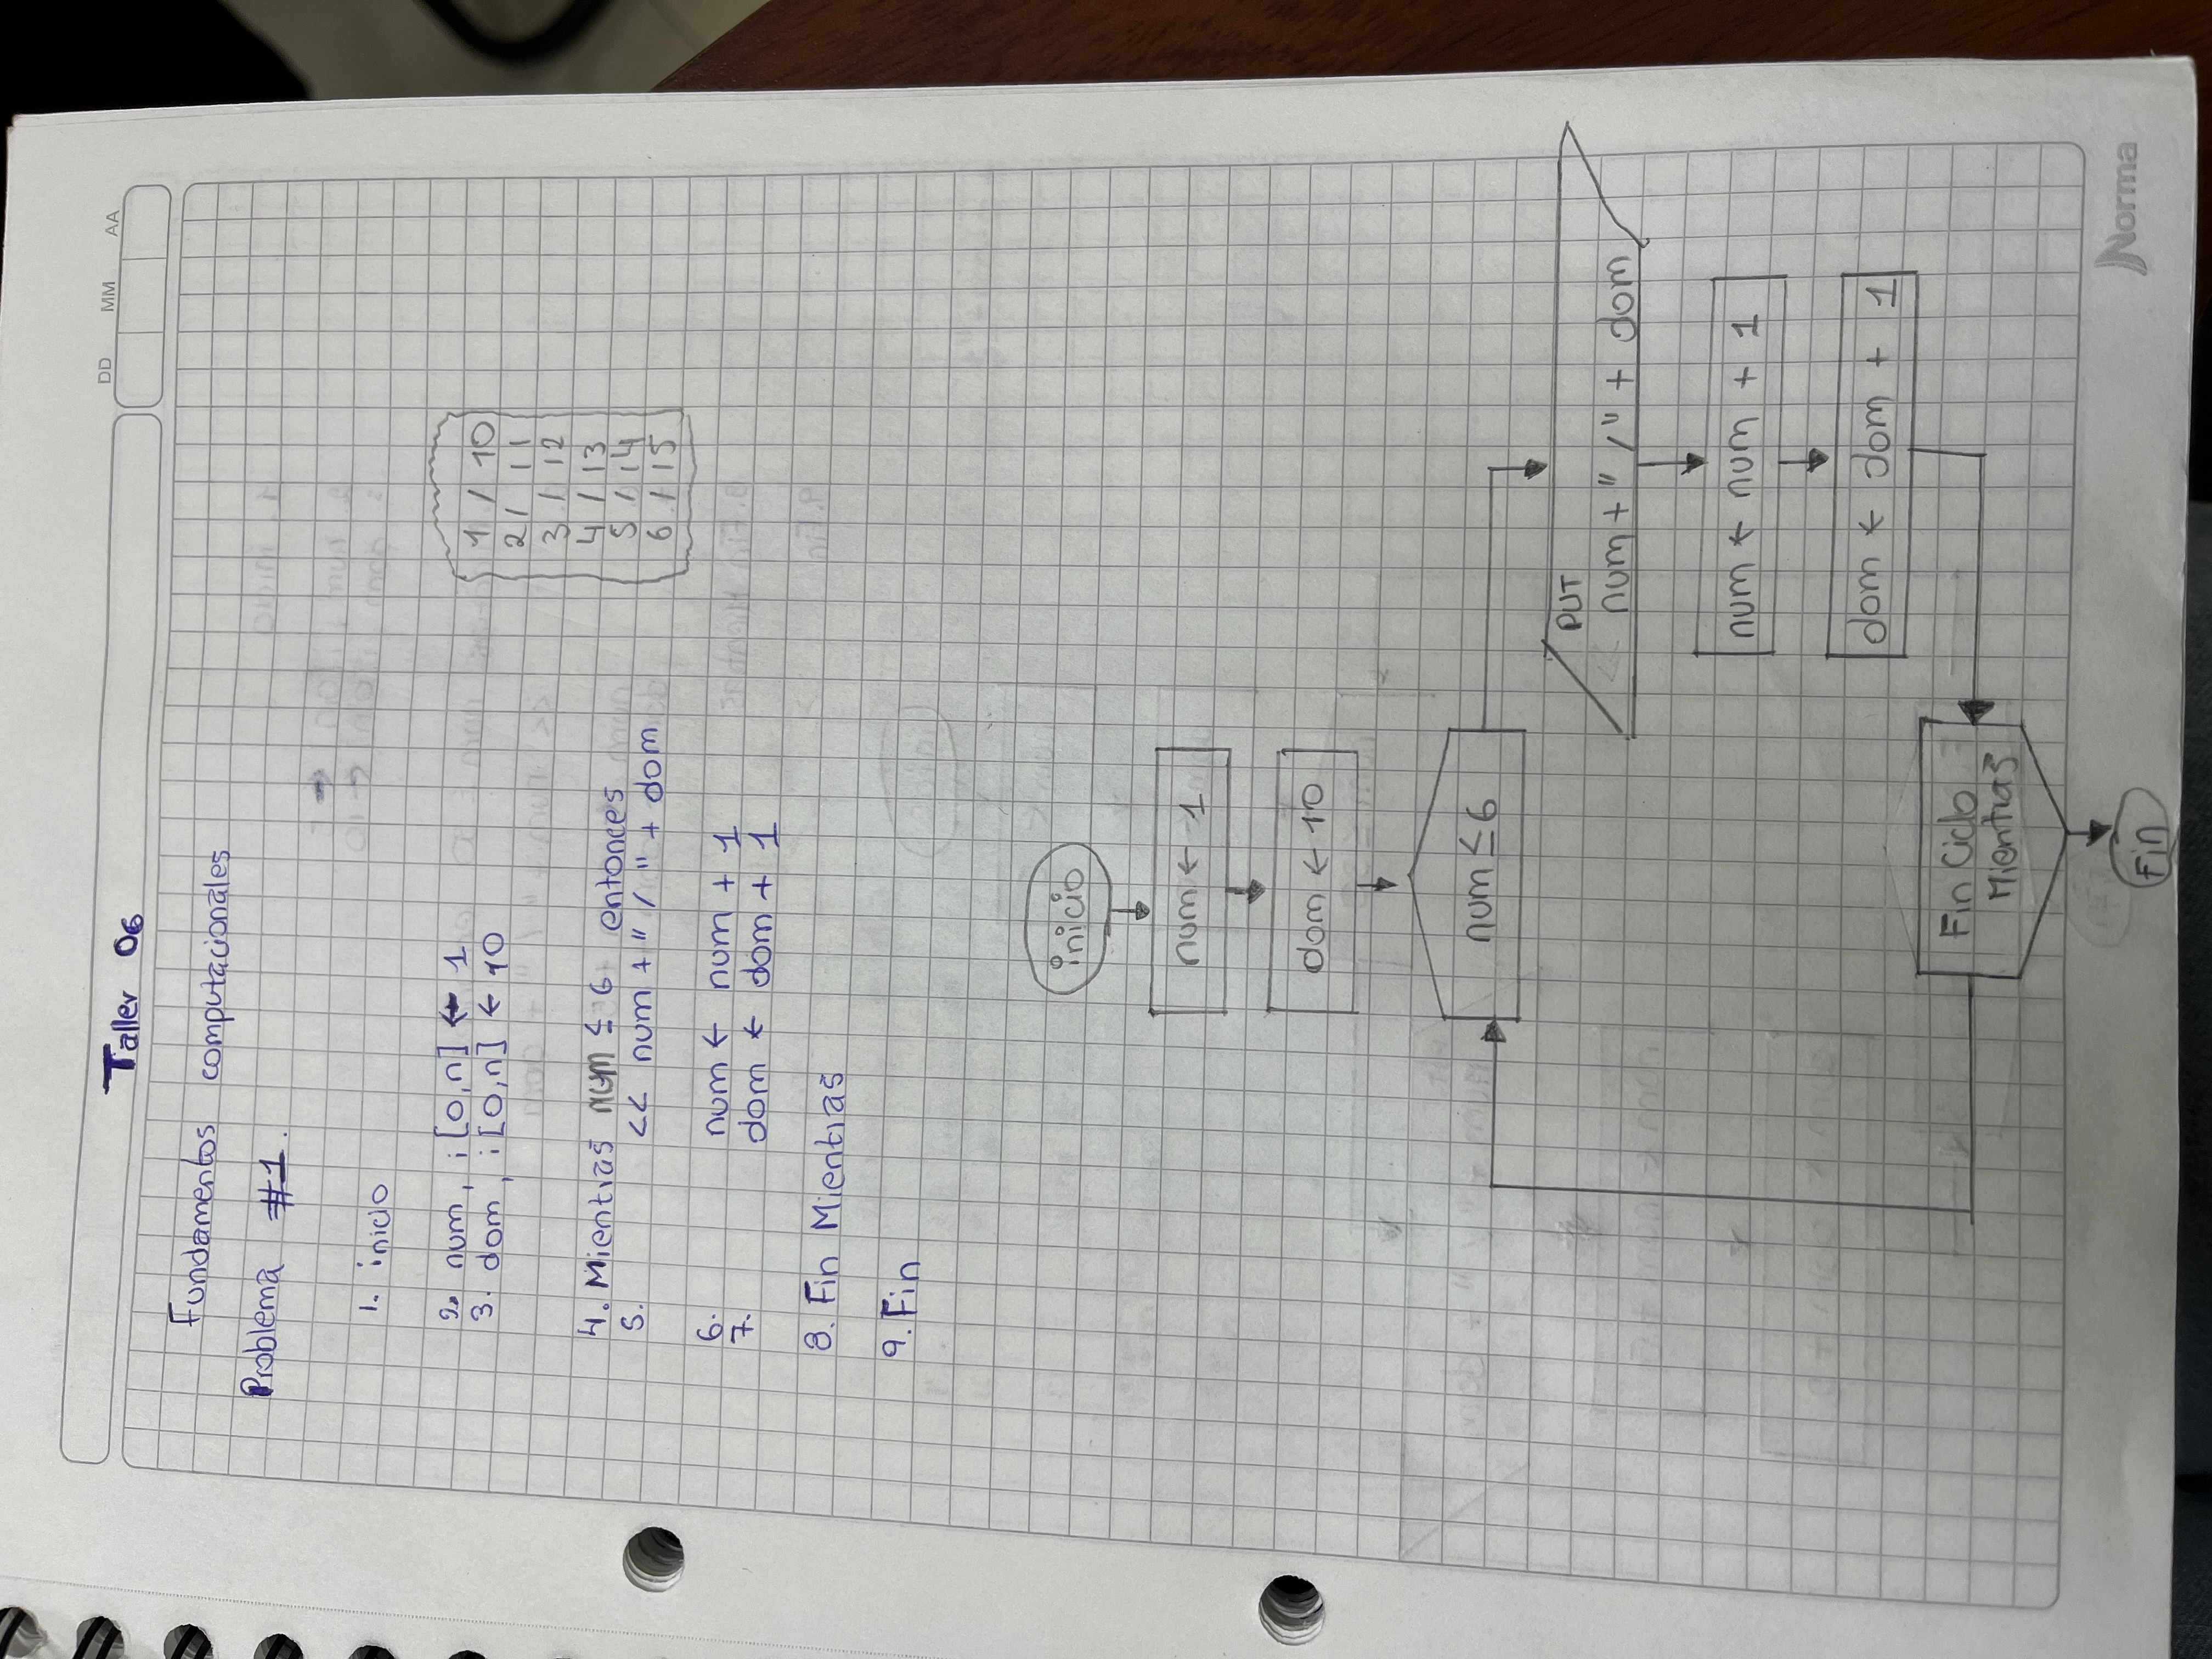 Taller 06
DD MM AA
Fundamentos computacionales
Problema #1.
1. inicio
2. num, i [0,n] ← 1
3. dom, i [0,n] ← 10
4. Mientras num ≤ 6 entonces
5. << num + " / " + dom
6. num ← num + 1
7. dom ← dom + 1
8. Fin Mientras
9. Fin
1 / 10
2 / 11
3 / 12
4 / 13
5 / 14
6 / 15
inicio
num ← 1
dom ← 10
num ≤ 6
PUT
<< num + " / " + dom
num ← num + 1
dom ← dom + 1
Fin Ciclo
Mientras
Fin
Norma